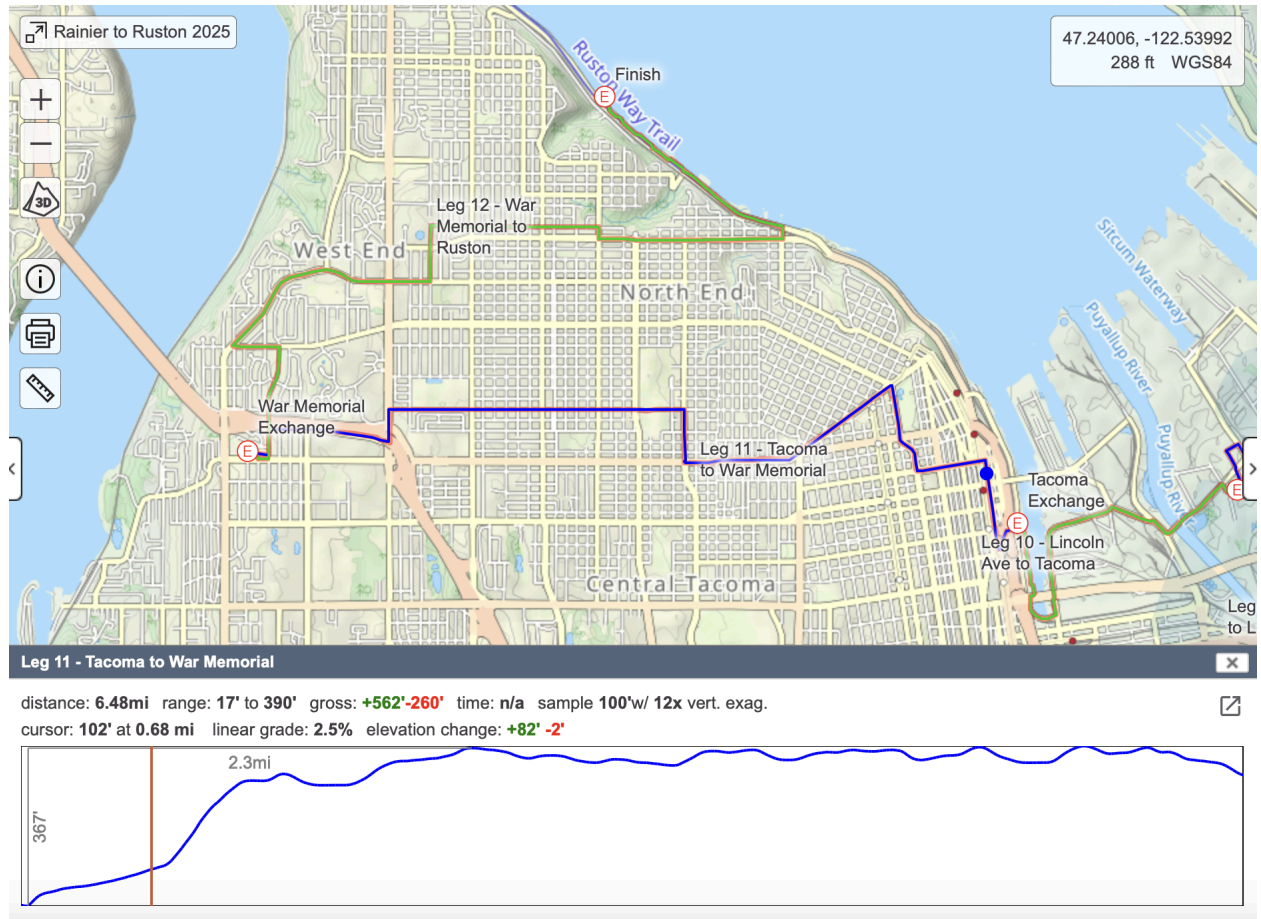 Rainier to Ruston 2025
47.24006, -122.53992
288 ft WGS84
+
−
3D
Ruston Way Trail
Finish
E
Leg 12 - War
Memorial to
Ruston
West End
North End
Sitcum Waterway
Puyallup River
Puyallup River
War Memorial
Exchange
E
Leg 11 - Tacoma
to War Memorial
Tacoma
Exchange
E
E
Leg 10 - Lincoln
Ave to Tacoma
Central Tacoma
Leg
to L
Leg 11 - Tacoma to War Memorial
distance: 6.48mi range: 17' to 390' gross: +562'-260' time: n/a sample 100'w/ 12x vert. exag.
cursor: 102' at 0.68 mi linear grade: 2.5% elevation change: +82' -2'
2.3mi
367'